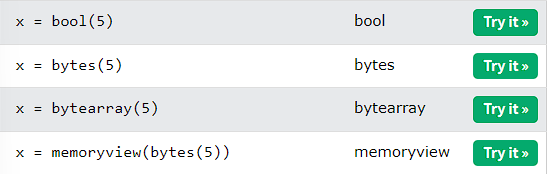 x = bool(5) bool Try it »
x = bytes(5) bytes Try it »
x = bytearray(5) bytearray Try it »
x = memoryview(bytes(5)) memoryview Try it »